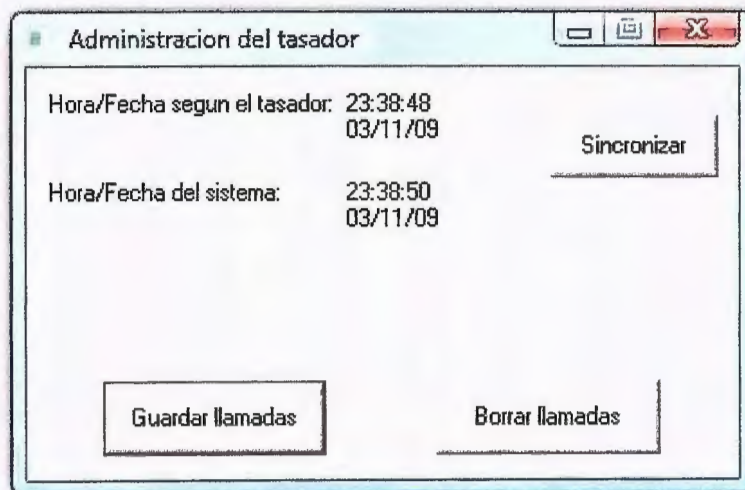 Administracion del tasador
Hora/Fecha segun el tasador: 23:38:48
03/11/09
Sincronizar
Hora/Fecha del sistema: 23:38:50
03/11/09
Guardar llamadas
Borrar llamadas